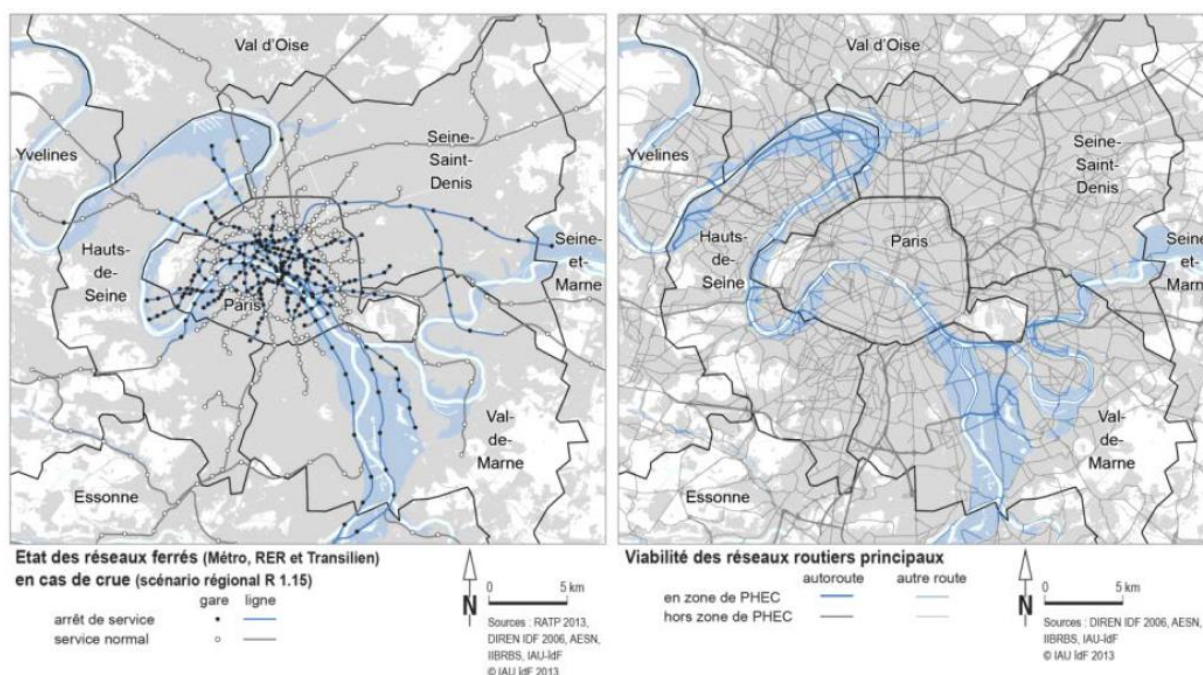 Val d'Oise
Yvelines
Seine-
Saint-
Denis
Hauts-
de-
Seine
Paris
Seine-
et-
Marne
Val-
de-
Marne
Essonne
Etat des réseaux ferrés (Métro, RER et Transilien)
en cas de crue (scénario régional R 1.15)
gare ligne
arrêt de service
service normal
N
0 5 km
Sources : RATP 2013,
DIREN IDF 2006, AESN,
IIBRBS, IAU-îdF
© IAU îdF 2013
Val d'Oise
Yvelines
Seine-
Saint-
Denis
Hauts-
de-
Seine
Paris
Seine-
et-
Marne
Val-
de-
Marne
Essonne
Viabilité des réseaux routiers principaux
autoroute autre route
en zone de PHEC
hors zone de PHEC
N
0 5 km
Sources : DIREN IDF 2006, AESN,
IIBRBS, IAU-îdF
© IAU îdF 2013